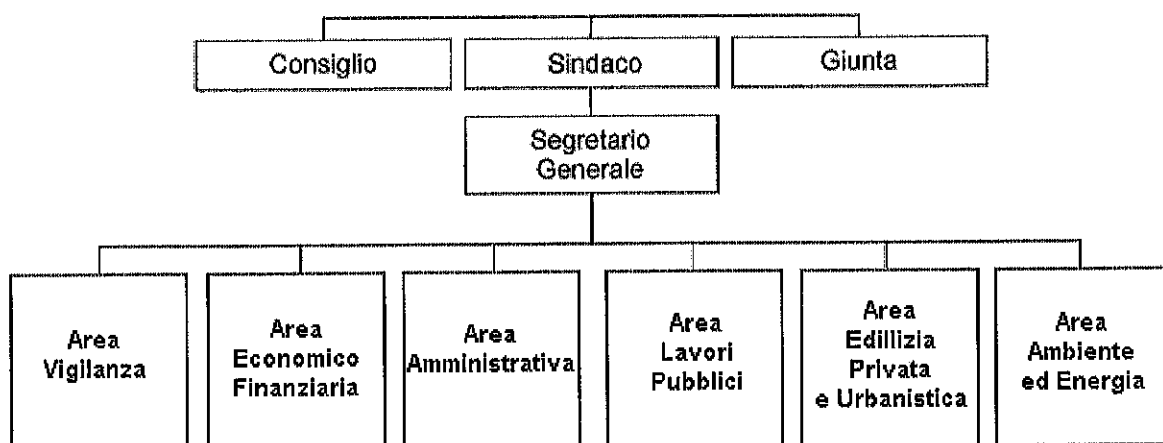 Consiglio
Sindaco
Giunta
Segretario
Generale
Area
Vigilanza
Area
Economico
Finanziaria
Area
Amministrativa
Area
Lavori
Pubblici
Area
Edillizia
Privata
e Urbanistica
Area
Ambiente
ed Energia